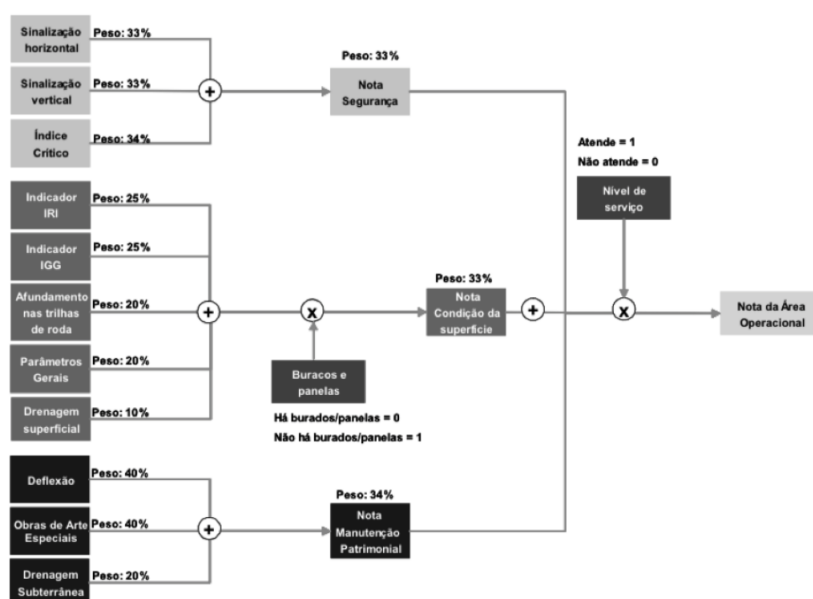 Sinalização
horizontal
Peso: 33%
Sinalização
vertical
Peso: 33%
Índice
Crítico
Peso: 34%
Peso: 33%
Nota
Segurança
Atende = 1
Não atende = 0
Nível de
serviço
Indicador
IRI
Peso: 25%
Indicador
IGG
Peso: 25%
Afundamento
nas trilhas
de roda
Peso: 20%
Parâmetros
Gerais
Peso: 20%
Drenagem
superficial
Peso: 10%
+
+
x
Buracos e
panelas
Há burados/panelas = 0
Não há burados/panelas = 1
Peso: 33%
Nota
Condição da
superfície
+
x
Nota da Área
Operacional
Deflexão
Peso: 40%
Obras de Arte
Especiais
Peso: 40%
Drenagem
Subterrânea
Peso: 20%
+
Peso: 34%
Nota
Manutenção
Patrimonial